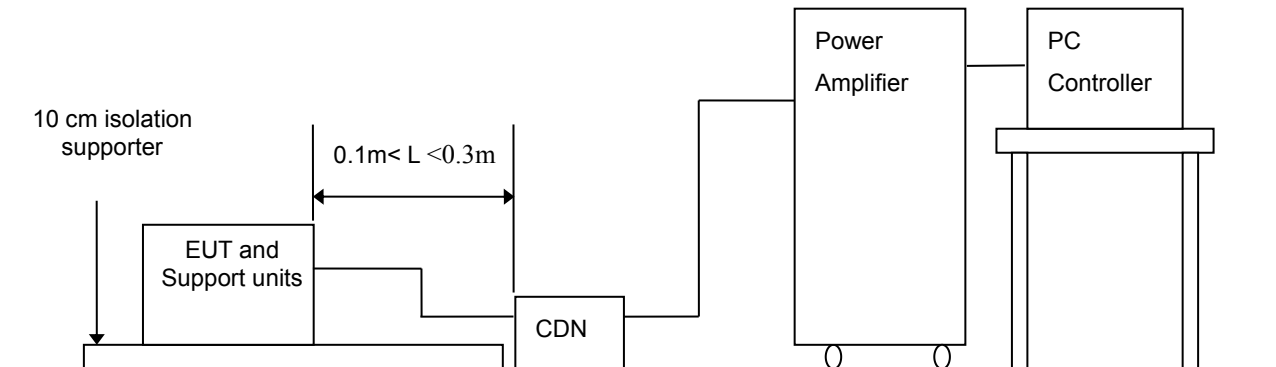 10 cm isolation
supporter
0.1m< L <0.3m
EUT and
Support units
CDN
Power
Amplifier
PC
Controller